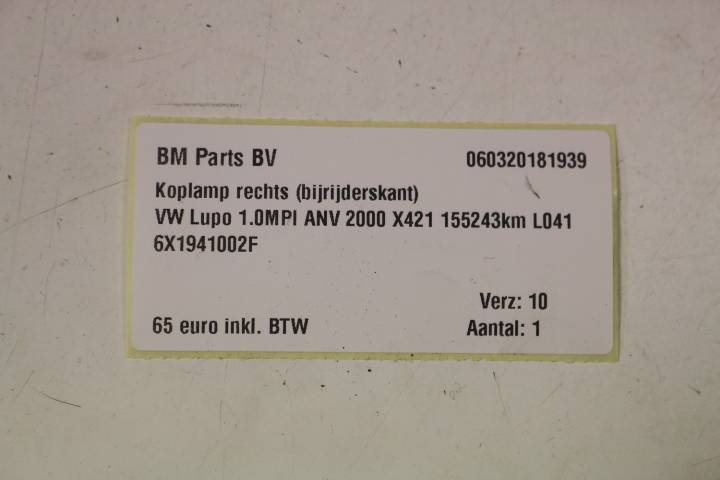 BM Parts BV 060320181939
Koplamp rechts (bijrijderskant)
VW Lupo 1.0MPI ANV 2000 X421 155243km L041
6X1941002F
Verz: 10
65 euro inkl. BTW Aantal: 1